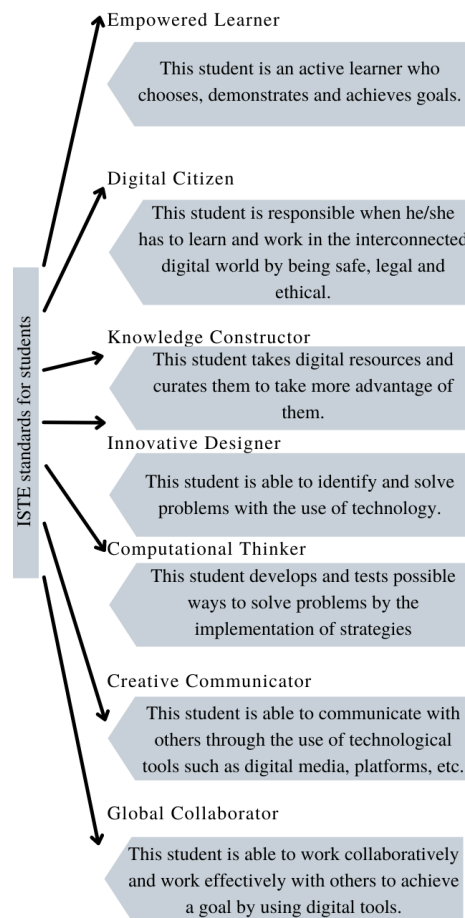 ISTE standards for students
Empowered Learner
This student is an active learner who
chooses, demonstrates and achieves goals.
Digital Citizen
This student is responsible when he/she
has to learn and work in the interconnected
digital world by being safe, legal and
ethical.
Knowledge Constructor
This student takes digital resources and
curates them to take more advantage of
them.
Innovative Designer
This student is able to identify and solve
problems with the use of technology.
Computational Thinker
This student develops and tests possible
ways to solve problems by the
implementation of strategies
Creative Communicator
This student is able to communicate with
others through the use of technological
tools such as digital media, platforms, etc.
Global Collaborator
This student is able to work collaboratively
and work effectively with others to achieve
a goal by using digital tools.